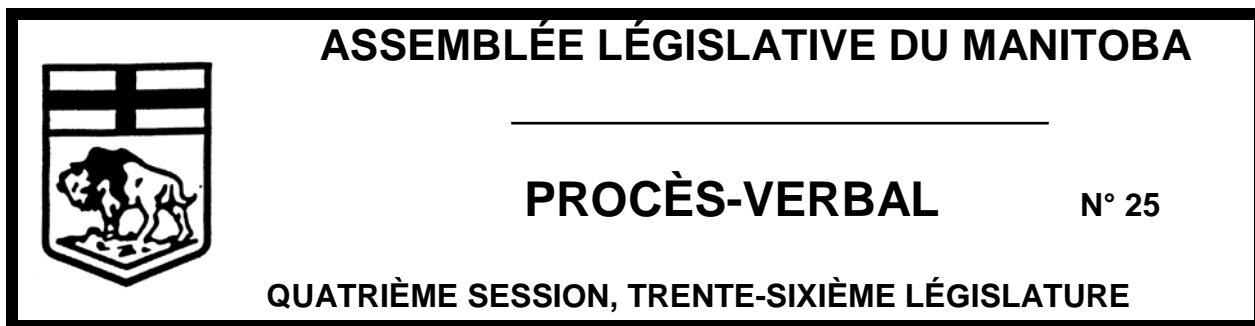 ASSEMBLÉE LÉGISLATIVE DU MANITOBA
PROCÈS-VERBAL N° 25
QUATRIÈME SESSION, TRENTE-SIXIÈME LÉGISLATURE